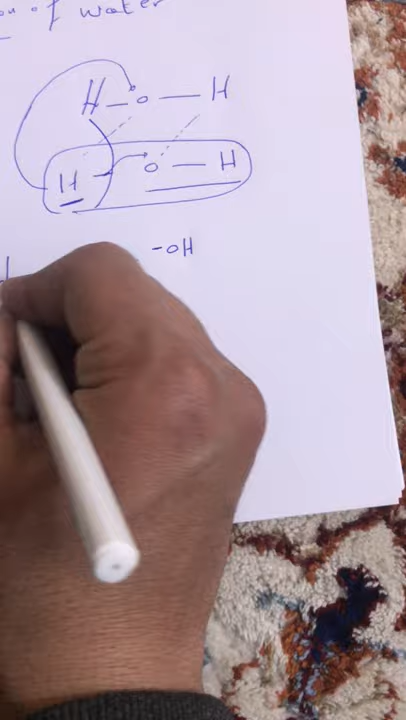 of water
H - o — H
H o — H
-oH